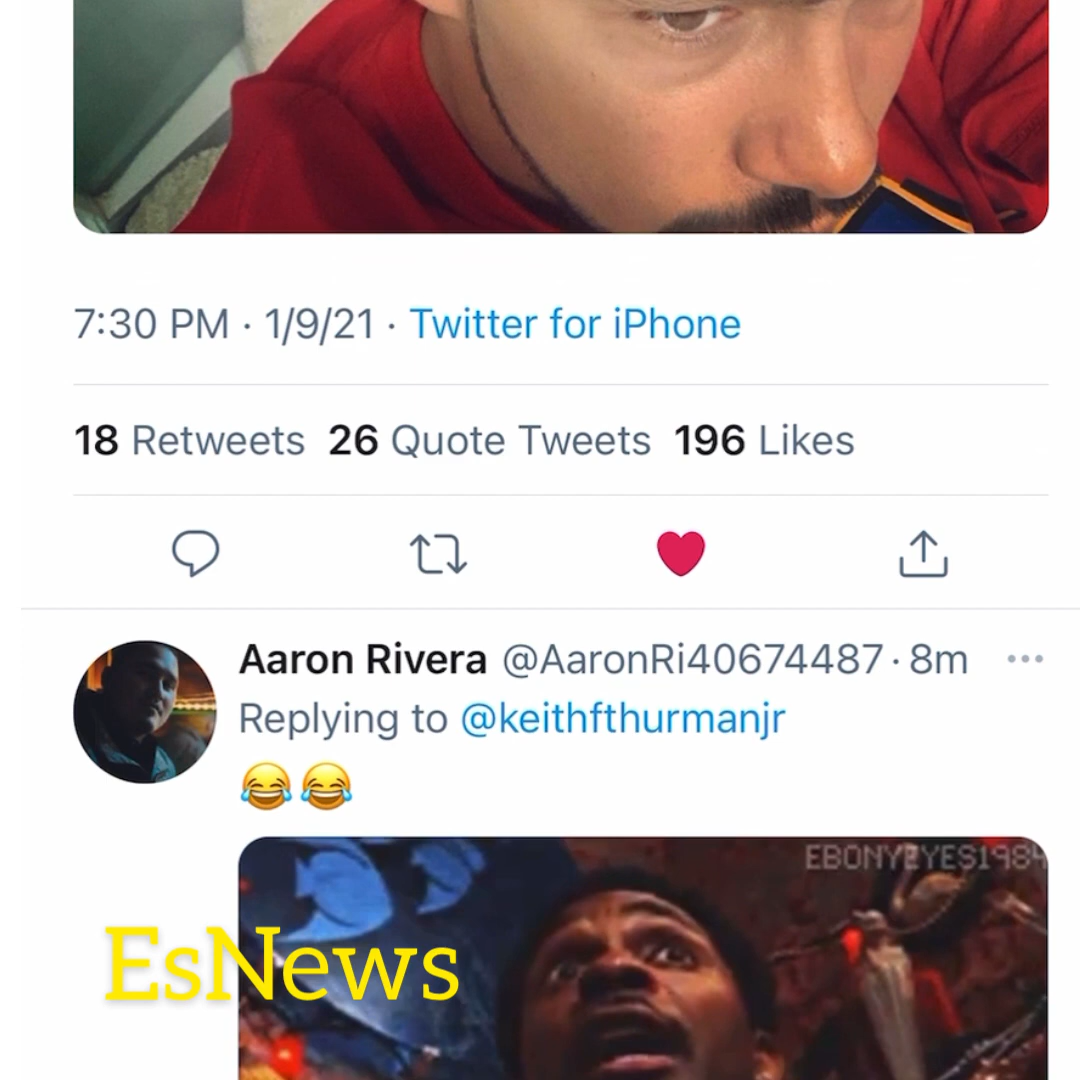 7:30 PM · 1/9/21 · Twitter for iPhone
18 Retweets 26 Quote Tweets 196 Likes
Aaron Rivera @AaronRi40674487 · 8m
Replying to @keithfthurmanjr
😂😂
EBONYEYES1984
EsNews